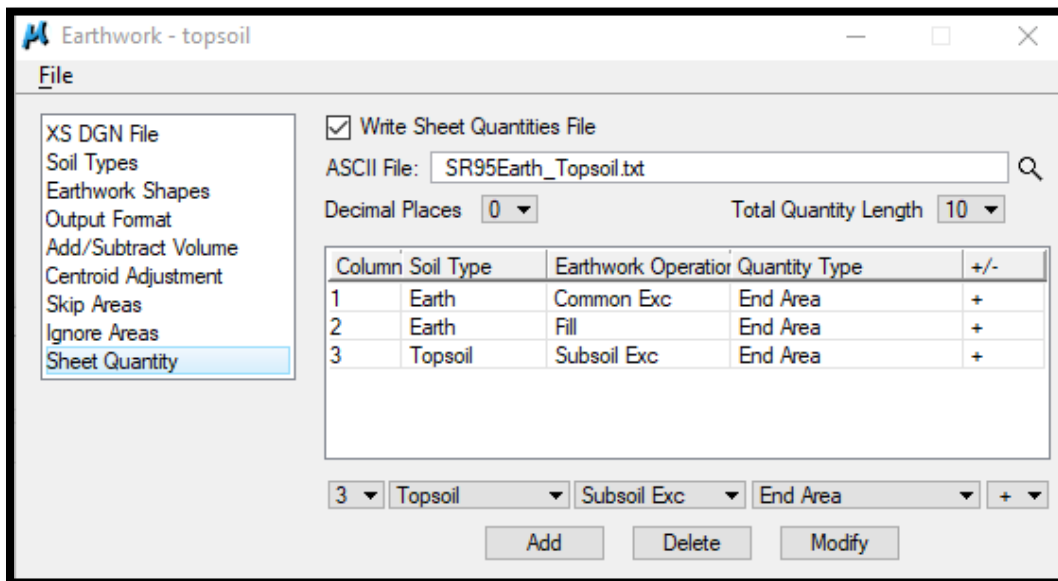 Earthwork - topsoil
File
XS DGN File
Soil Types
Earthwork Shapes
Output Format
Add/Subtract Volume
Centroid Adjustment
Skip Areas
Ignore Areas
Sheet Quantity
Write Sheet Quantities File
ASCII File: SR95Earth_Topsoil.txt
Decimal Places 0 Total Quantity Length 10
Column Soil Type Earthwork Operation Quantity Type +/-
1 Earth Common Exc End Area +
2 Earth Fill End Area +
3 Topsoil Subsoil Exc End Area +
3 Topsoil Subsoil Exc End Area +
Add Delete Modify